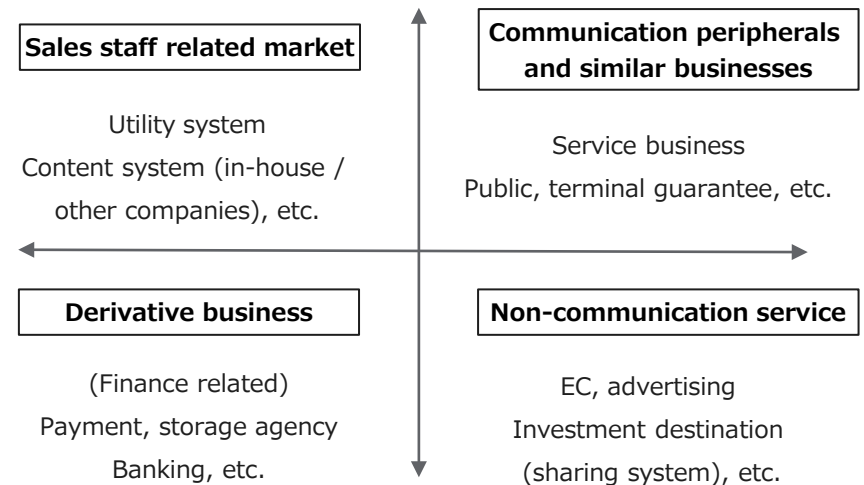 Sales staff related market
Utility system
Content system (in-house /
other companies), etc.
Communication peripherals
and similar businesses
Service business
Public, terminal guarantee, etc.
Derivative business
(Finance related)
Payment, storage agency
Banking, etc.
Non-communication service
EC, advertising
Investment destination
(sharing system), etc.